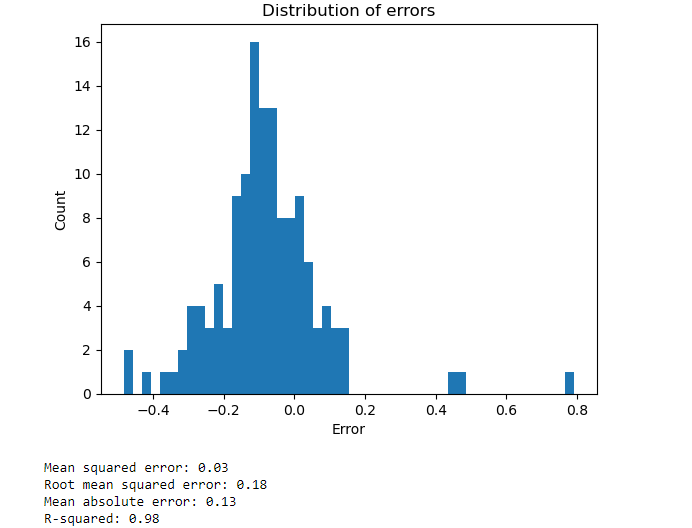 Distribution of errors
16
14
12
10
8
6
4
2
0
Count
−0.4 −0.2 0.0 0.2 0.4 0.6 0.8
Error
Mean squared error: 0.03
Root mean squared error: 0.18
Mean absolute error: 0.13
R-squared: 0.98